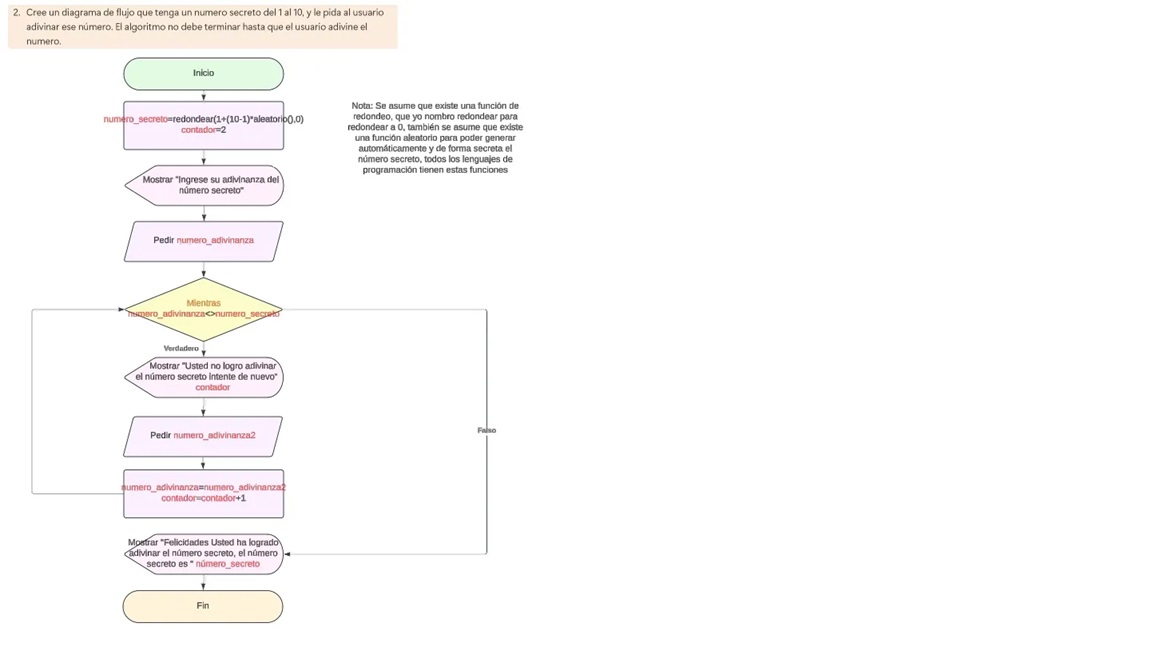 2. Cree un diagrama de flujo que tenga un numero secreto del 1 al 10, y le pida al usuario
adivinar ese número. El algoritmo no debe terminar hasta que el usuario adivine el
numero.
Inicio
numero_secreto=redondear(1+(10-1)*aleatorio(),0)
contador=2
Nota: Se asume que existe una función de
redondeo, que yo nombro redondear para
redondear a 0, también se asume que existe
una función aleatorio para poder generar
automáticamente y de forma secreta el
número secreto, todos los lenguajes de
programación tienen estas funciones
Mostrar "Ingrese su adivinanza del
número secreto"
Pedir numero_adivinanza
Mientras
numero_adivinanza<>numero_secreto
Verdadero
Mostrar "Usted no logro adivinar
el número secreto intente de nuevo"
contador
Pedir numero_adivinanza2
Falso
numero_adivinanza=numero_adivinanza2
contador=contador+1
Mostrar "Felicidades Usted ha logrado
adivinar el número secreto, el número
secreto es " número_secreto
Fin